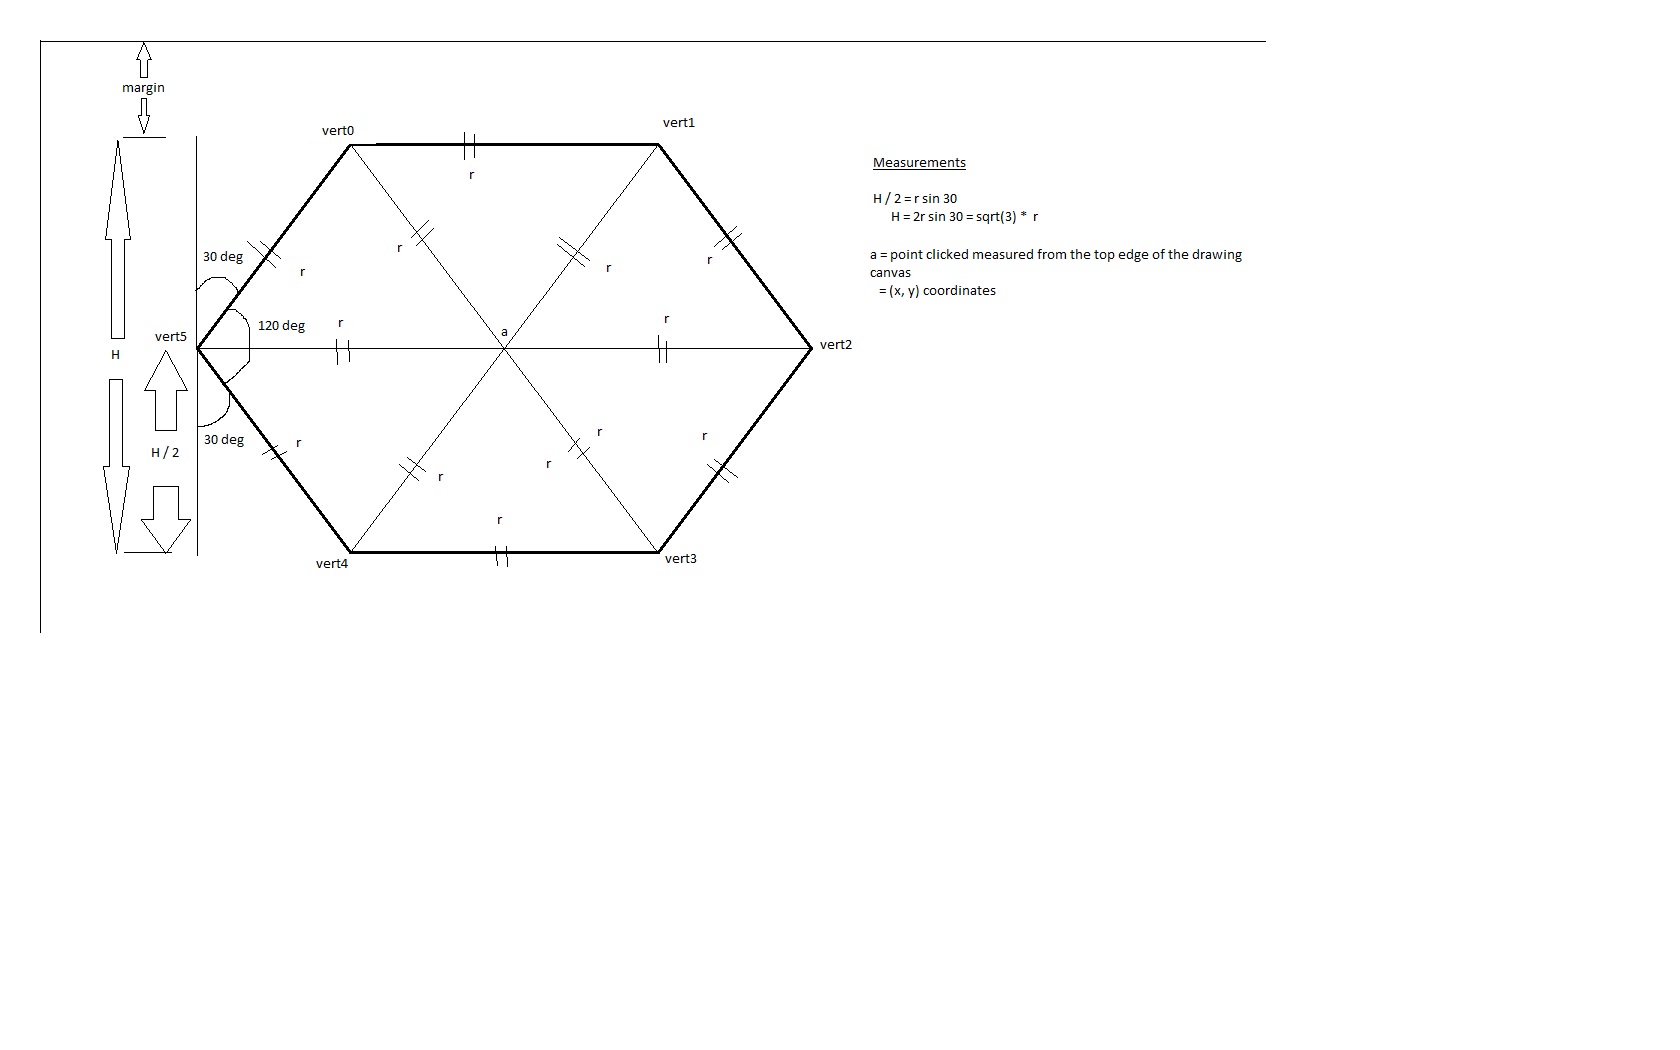 margin
vert0
vert1
r
Measurements
H / 2 = r sin 30
H = 2r sin 30 = sqrt(3) * r
a = point clicked measured from the top edge of the drawing
canvas
= (x, y) coordinates
30 deg
r
r
r
r
120 deg
r
r
a
vert5
vert2
H
30 deg
r
H / 2
r
r
r
r
r
vert4
vert3